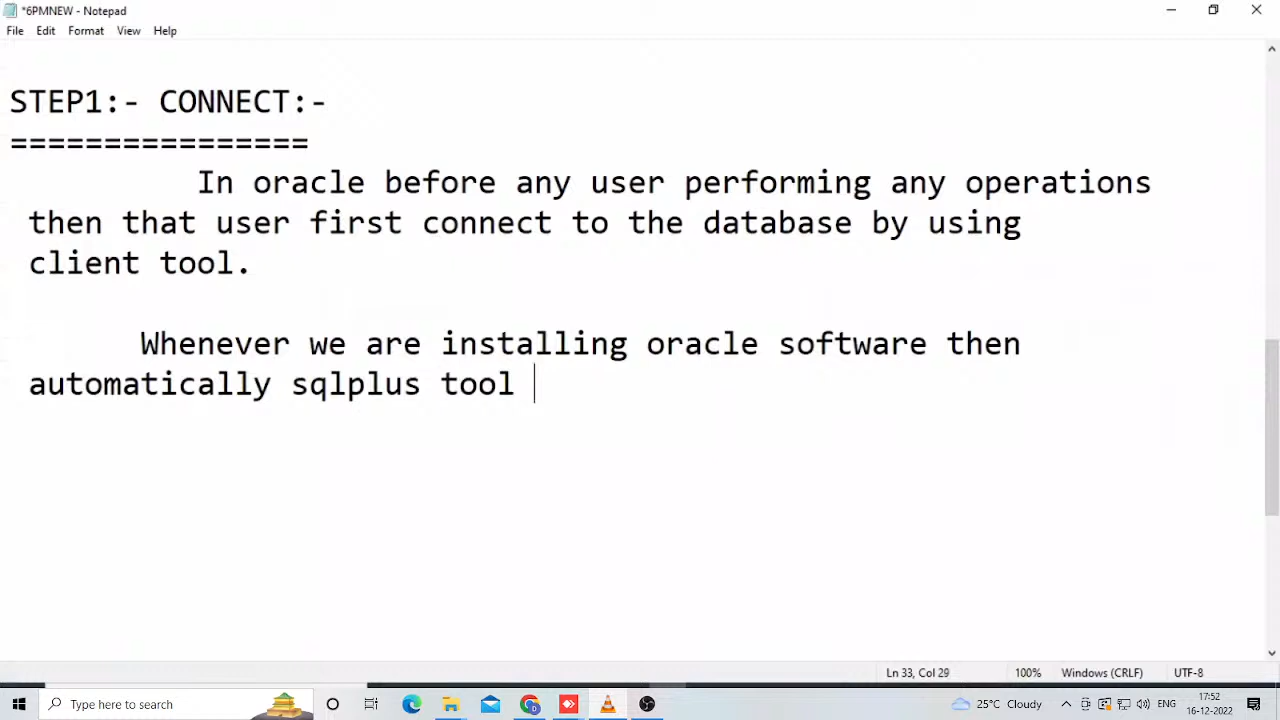 *6PMNEW - Notepad
File Edit Format View Help
STEP1:- CONNECT:-
================
In oracle before any user performing any operations
then that user first connect to the database by using
client tool.
Whenever we are installing oracle software then
automatically sqlplus tool
Ln 33, Col 29 100% Windows (CRLF) UTF-8
Type here to search
25°C Cloudy ENG 17:52
16-12-2022